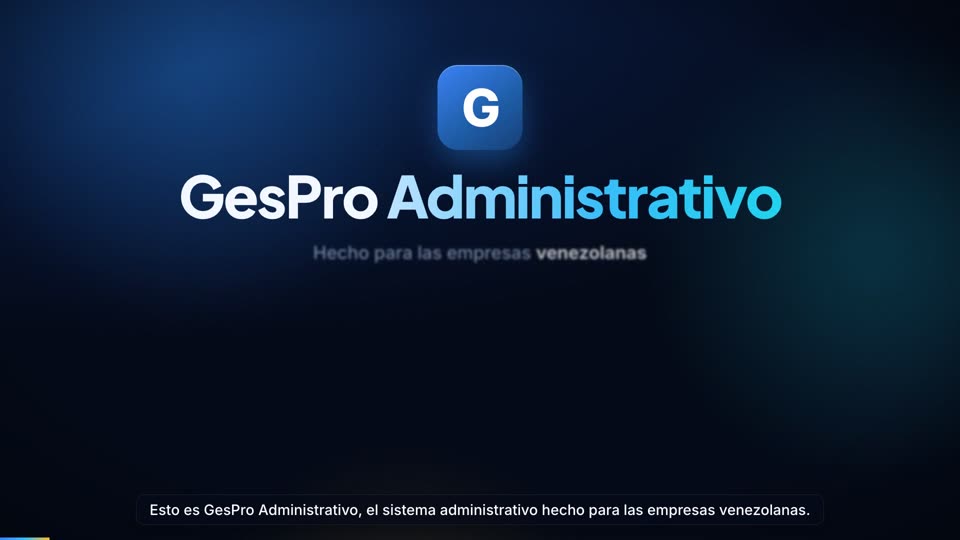 G
GesPro Administrativo
Hecho para las empresas venezolanas
Esto es GesPro Administrativo, el sistema administrativo hecho para las empresas venezolanas.